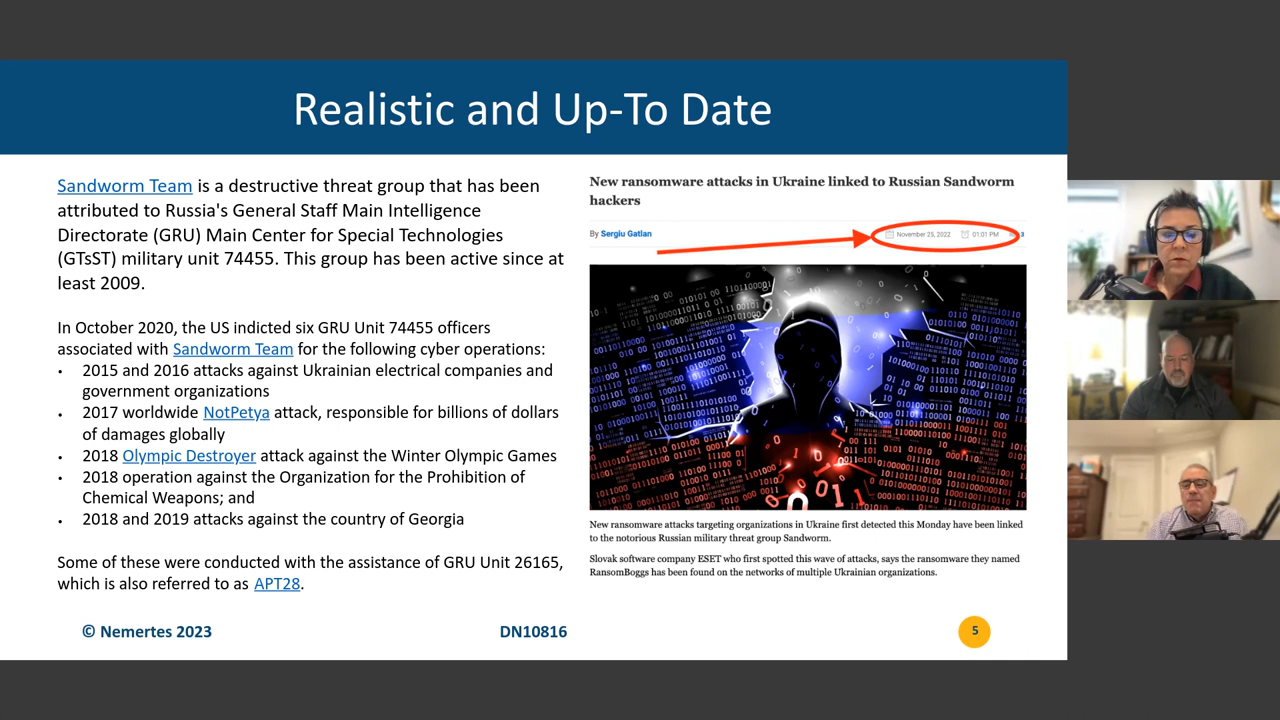 Realistic and Up-To Date
Sandworm Team is a destructive threat group that has been
attributed to Russia's General Staff Main Intelligence
Directorate (GRU) Main Center for Special Technologies
(GTsST) military unit 74455. This group has been active since at
least 2009.
In October 2020, the US indicted six GRU Unit 74455 officers
associated with Sandworm Team for the following cyber operations:
• 2015 and 2016 attacks against Ukrainian electrical companies and
government organizations
• 2017 worldwide NotPetya attack, responsible for billions of dollars
of damages globally
• 2018 Olympic Destroyer attack against the Winter Olympic Games
• 2018 operation against the Organization for the Prohibition of
Chemical Weapons; and
• 2018 and 2019 attacks against the country of Georgia
Some of these were conducted with the assistance of GRU Unit 26165,
which is also referred to as APT28.
New ransomware attacks in Ukraine linked to Russian Sandworm
hackers
By Sergiu Gatlan
November 25, 2022 01:01 PM 3
New ransomware attacks targeting organizations in Ukraine first detected this Monday have been linked
to the notorious Russian military threat group Sandworm.
Slovak software company ESET who first spotted this wave of attacks, says the ransomware they named
RansomBoggs has been found on the networks of multiple Ukrainian organizations.
© Nemertes 2023
DN10816
5